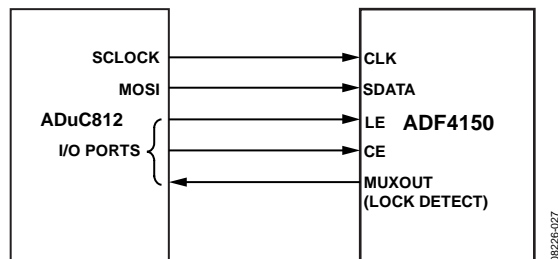 SCLOCK
MOSI
ADuC812
I/O PORTS
CLK
SDATA
LE
ADF4150
CE
MUXOUT
(LOCK DETECT)
08226-027